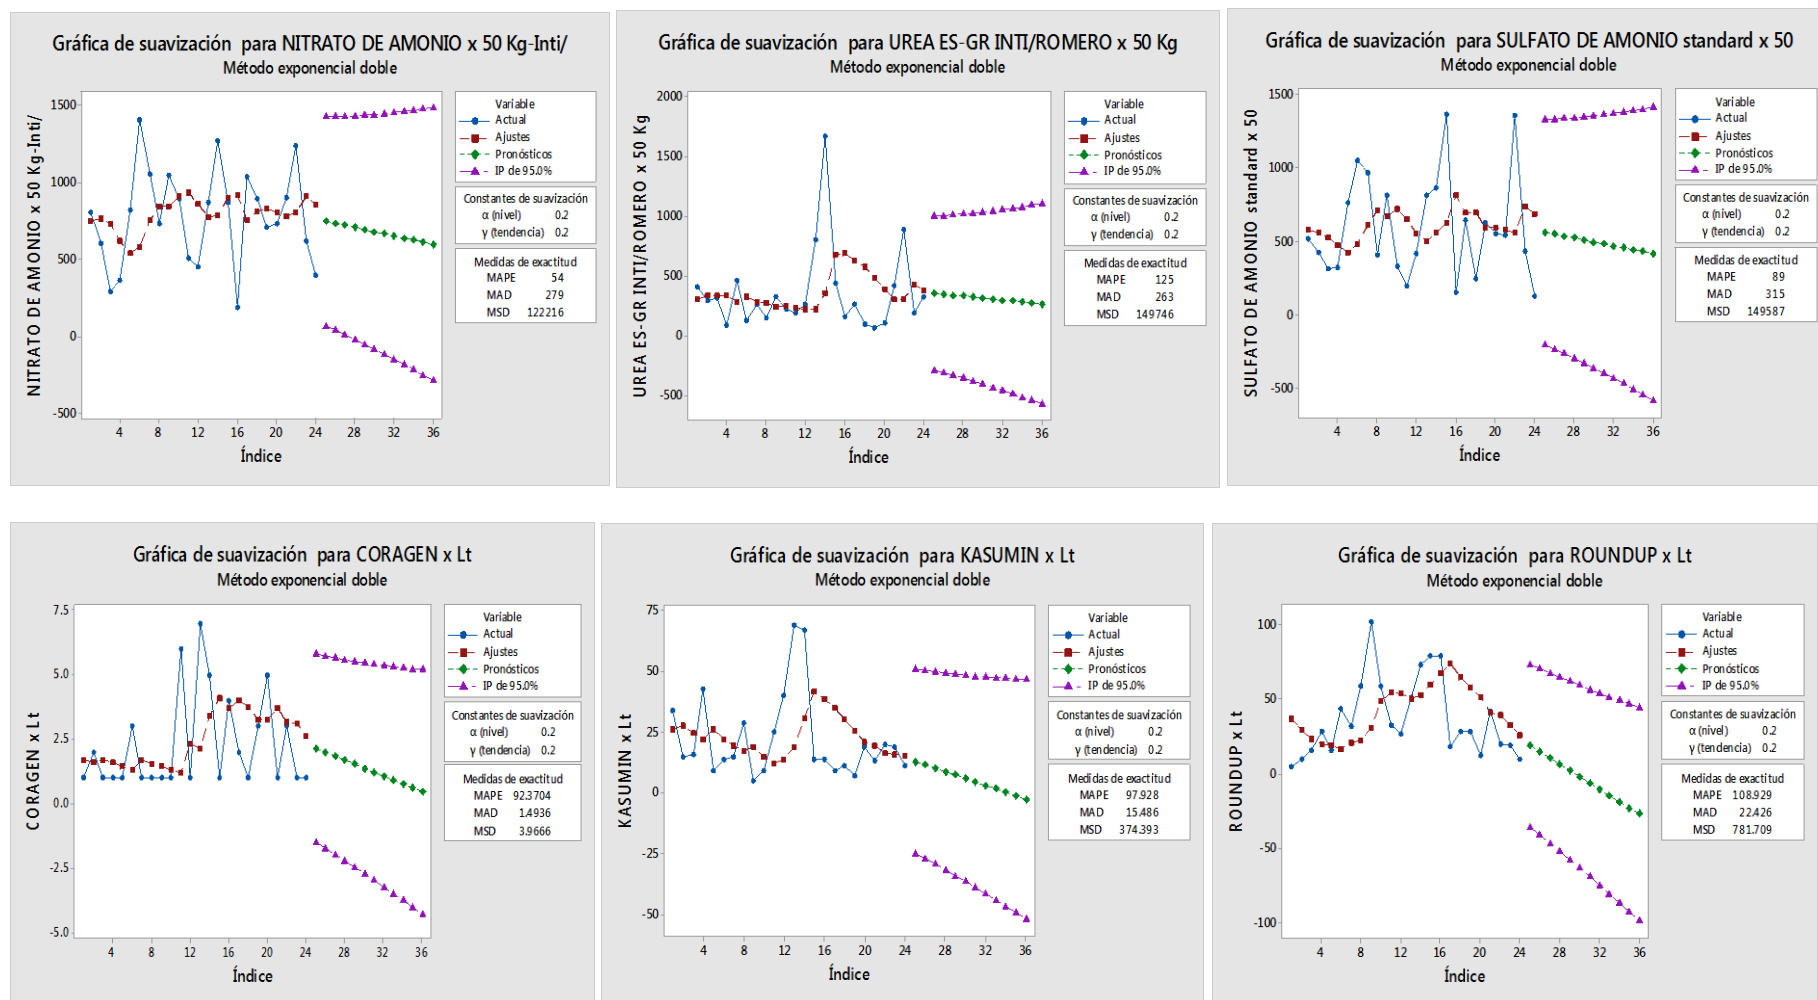 Gráfica de suavización para NITRATO DE AMONIO x 50 Kg-Inti/
Método exponencial doble
NITRATO DE AMONIO x 50 Kg-Inti/
1500
1000
500
0
-500
4 8 12 16 20 24 28 32 36
Índice
Variable
Actual
Ajustes
Pronósticos
IP de 95.0%
Constantes de suavización
α (nivel) 0.2
γ (tendencia) 0.2
Medidas de exactitud
MAPE 54
MAD 279
MSD 122216
Gráfica de suavización para UREA ES-GR INTI/ROMERO x 50 Kg
Método exponencial doble
UREA ES-GR INTI/ROMERO x 50 Kg
2000
1500
1000
500
0
-500
4 8 12 16 20 24 28 32 36
Índice
Variable
Actual
Ajustes
Pronósticos
IP de 95.0%
Constantes de suavización
α (nivel) 0.2
γ (tendencia) 0.2
Medidas de exactitud
MAPE 125
MAD 263
MSD 149746
Gráfica de suavización para SULFATO DE AMONIO standard x 50
Método exponencial doble
SULFATO DE AMONIO standard x 50
1500
1000
500
0
-500
4 8 12 16 20 24 28 32 36
Índice
Variable
Actual
Ajustes
Pronósticos
IP de 95.0%
Constantes de suavización
α (nivel) 0.2
γ (tendencia) 0.2
Medidas de exactitud
MAPE 89
MAD 315
MSD 149587
Gráfica de suavización para CORAGEN x Lt
Método exponencial doble
CORAGEN x Lt
7.5
5.0
2.5
0.0
-2.5
-5.0
4 8 12 16 20 24 28 32 36
Índice
Variable
Actual
Ajustes
Pronósticos
IP de 95.0%
Constantes de suavización
α (nivel) 0.2
γ (tendencia) 0.2
Medidas de exactitud
MAPE 92.3704
MAD 1.4936
MSD 3.9666
Gráfica de suavización para KASUMIN x Lt
Método exponencial doble
KASUMIN x Lt
75
50
25
0
-25
-50
4 8 12 16 20 24 28 32 36
Índice
Variable
Actual
Ajustes
Pronósticos
IP de 95.0%
Constantes de suavización
α (nivel) 0.2
γ (tendencia) 0.2
Medidas de exactitud
MAPE 97.928
MAD 15.486
MSD 374.393
Gráfica de suavización para ROUNDUP x Lt
Método exponencial doble
ROUNDUP x Lt
100
50
0
-50
-100
4 8 12 16 20 24 28 32 36
Índice
Variable
Actual
Ajustes
Pronósticos
IP de 95.0%
Constantes de suavización
α (nivel) 0.2
γ (tendencia) 0.2
Medidas de exactitud
MAPE 108.929
MAD 22.426
MSD 781.709